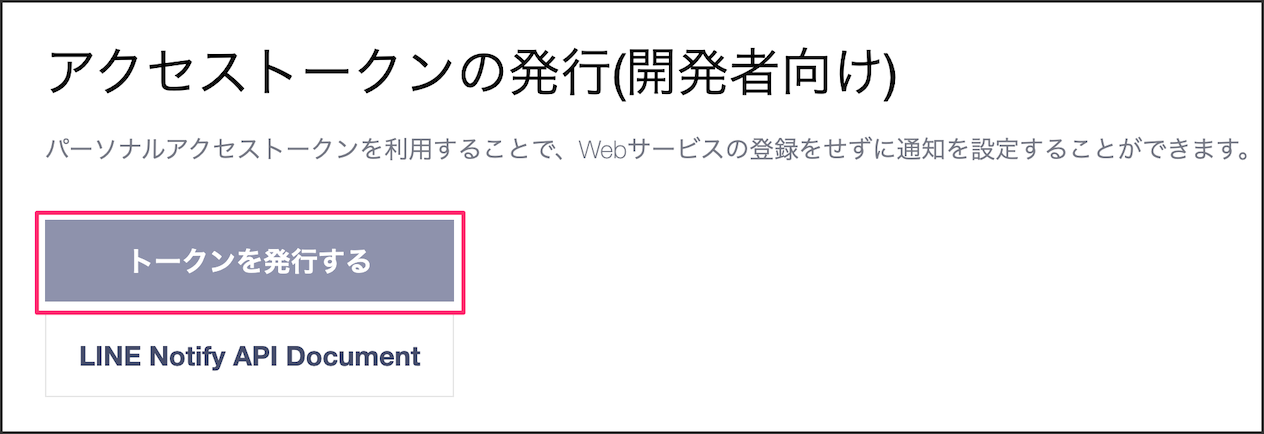 アクセストークンの発行(開発者向け)
パーソナルアクセストークンを利用することで、Webサービスの登録をせずに通知を設定することができます。
トークンを発行する
LINE Notify API Document